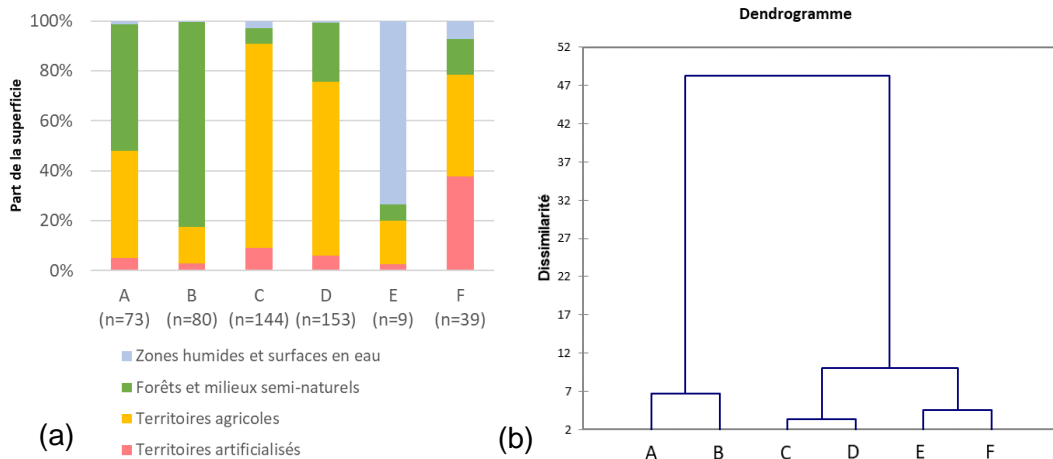 100%
80%
60%
40%
20%
0%
Part de la superficie
A B C D E F
(n=73) (n=80) (n=144) (n=153) (n=9) (n=39)
Zones humides et surfaces en eau
Forêts et milieux semi-naturels
Territoires agricoles
Territoires artificialisés
(a)
Dendrogramme
52
47
42
37
32
27
22
17
12
7
2
Dissimilarité
A B C D E F
(b)